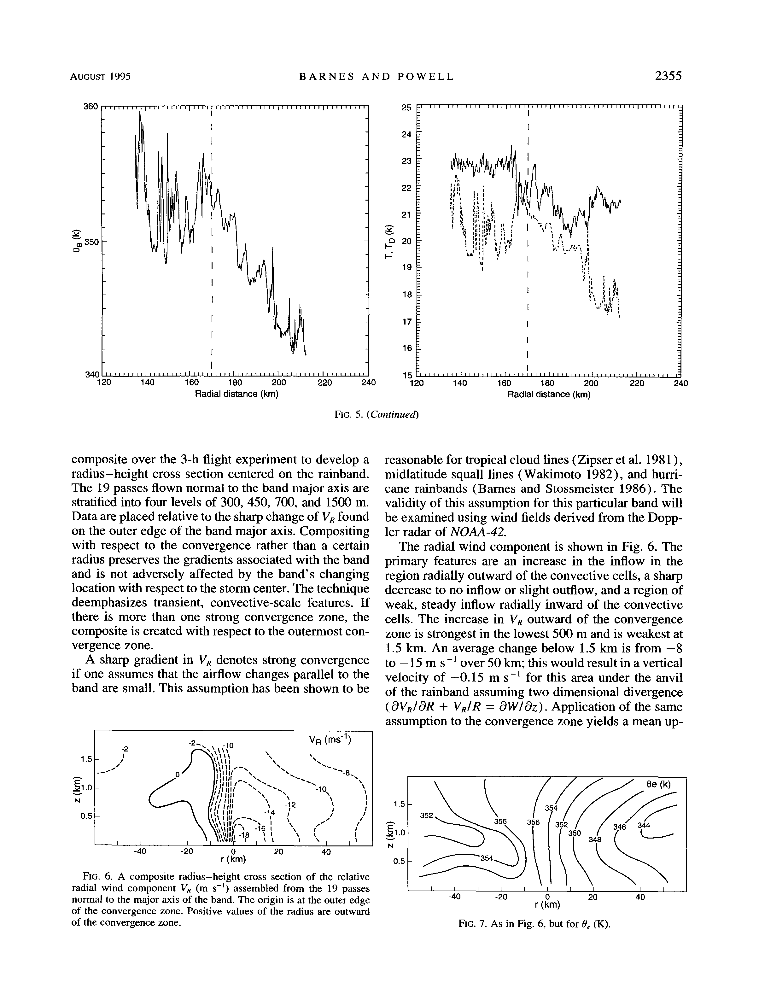 AUGUST 1995
BARNES AND POWELL
2355
360
350
340
θe (k)
120 140 160 180 200 220 240
Radial distance (km)
25
24
23
22
21
20
19
18
17
16
15
T, TD (k)
120 140 160 180 200 220 240
Radial distance (km)
FIG. 5. (Continued)
composite over the 3-h flight experiment to develop a
radius–height cross section centered on the rainband.
The 19 passes flown normal to the band major axis are
stratified into four levels of 300, 450, 700, and 1500 m.
Data are placed relative to the sharp change of VR found
on the outer edge of the band major axis. Compositing
with respect to the convergence rather than a certain
radius preserves the gradients associated with the band
and is not adversely affected by the band's changing
location with respect to the storm center. The technique
deemphasizes transient, convective-scale features. If
there is more than one strong convergence zone, the
composite is created with respect to the outermost con-
vergence zone.
A sharp gradient in VR denotes strong convergence
if one assumes that the airflow changes parallel to the
band are small. This assumption has been shown to be
VR (ms-1)
-2
-2
-10
0
-8
-10
-12
-14
-16
-18
1.5
1.0
0.5
z (km)
-40 -20 0 20 40
r (km)
FIG. 6. A composite radius–height cross section of the relative
radial wind component VR (m s−1) assembled from the 19 passes
normal to the major axis of the band. The origin is at the outer edge
of the convergence zone. Positive values of the radius are outward
of the convergence zone.
reasonable for tropical cloud lines (Zipser et al. 1981),
midlatitude squall lines (Wakimoto 1982), and hurri-
cane rainbands (Barnes and Stossmeister 1986). The
validity of this assumption for this particular band will
be examined using wind fields derived from the Dopp-
ler radar of NOAA-42.
The radial wind component is shown in Fig. 6. The
primary features are an increase in the inflow in the
region radially outward of the convective cells, a sharp
decrease to no inflow or slight outflow, and a region of
weak, steady inflow radially inward of the convective
cells. The increase in VR outward of the convergence
zone is strongest in the lowest 500 m and is weakest at
1.5 km. An average change below 1.5 km is from −8
to −15 m s−1 over 50 km; this would result in a vertical
velocity of −0.15 m s−1 for this area under the anvil
of the rainband assuming two dimensional divergence
(∂VR/∂R + VR/R = ∂W/∂z). Application of the same
assumption to the convergence zone yields a mean up-
θe (k)
352
356
354
356
354
352
350
348
346
344
1.5
1.0
0.5
z (km)
-40 -20 0 20 40
r (km)
FIG. 7. As in Fig. 6, but for θe (K).